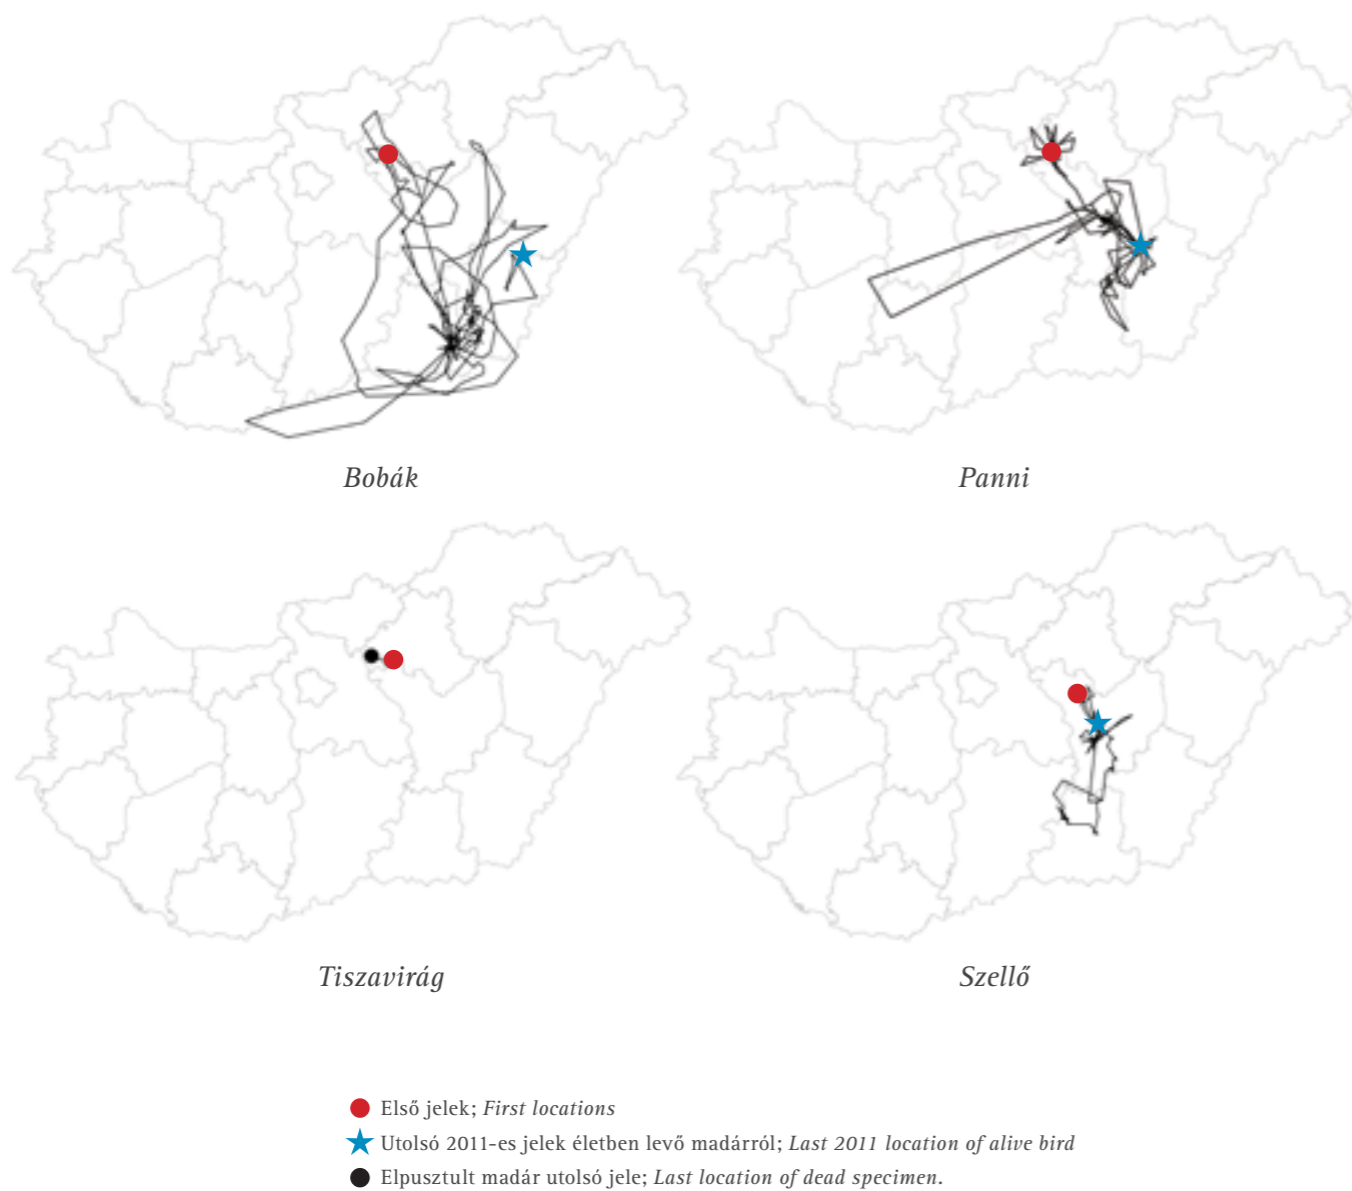 Bobák
Panni
Tiszavirág
Szellő
Első jelek; First locations
Utolsó 2011-es jelek életben levő madárról; Last 2011 location of alive bird
Elpusztult madár utolsó jele; Last location of dead specimen.